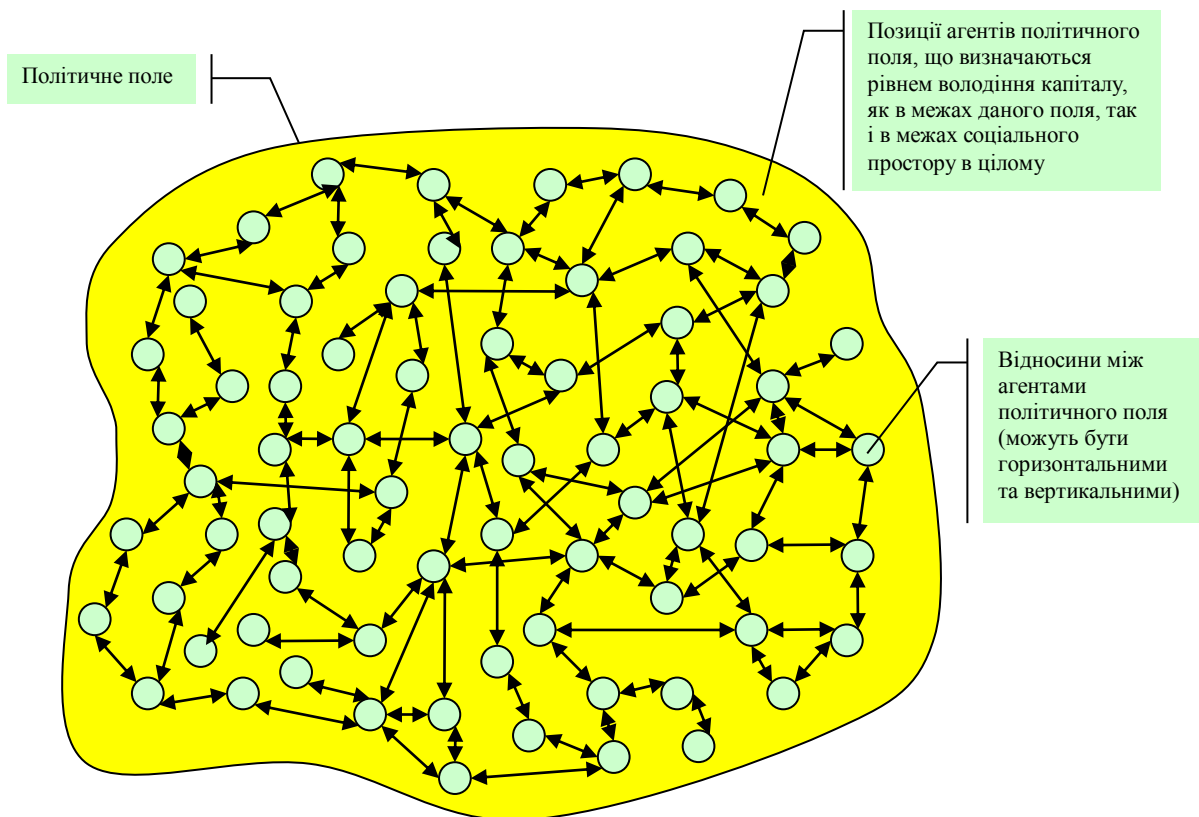 Політичне поле
Позиції агентів політичного
поля, що визначаються
рівнем володіння капіталу,
як в межах даного поля, так
і в межах соціального
простору в цілому
Відносини між
агентами
політичного поля
(можуть бути
горизонтальними
та вертикальними)